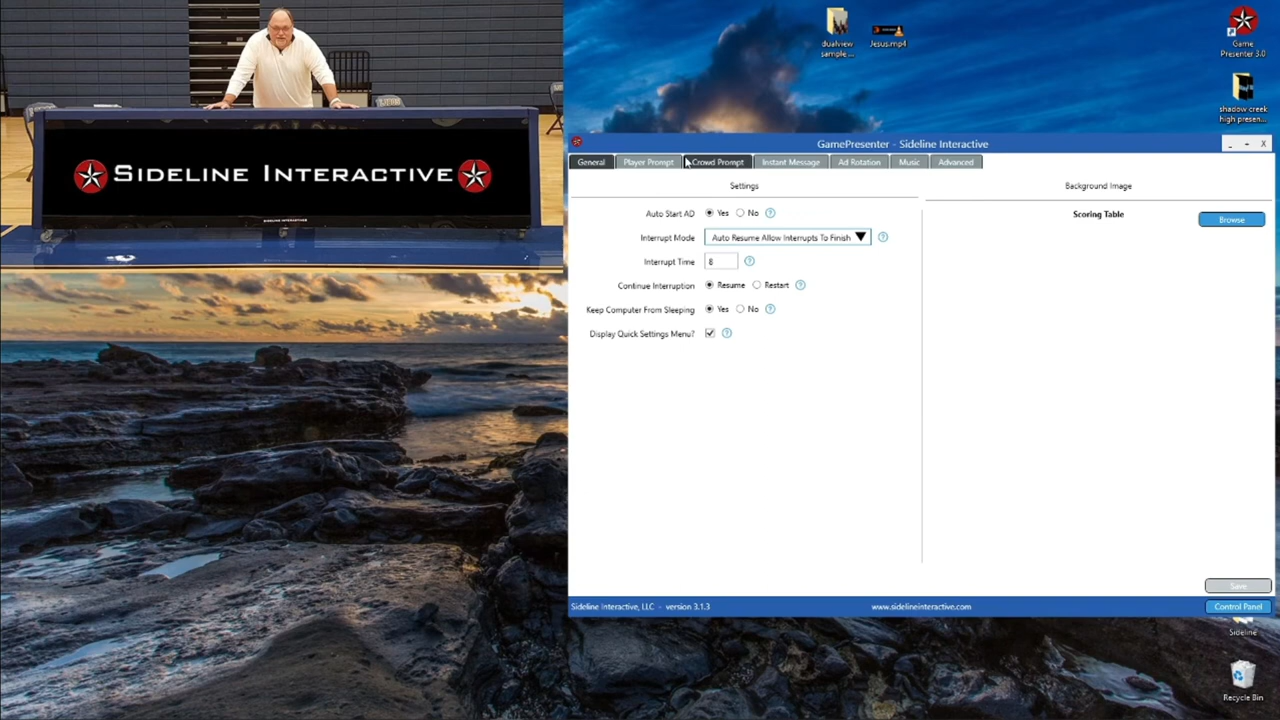 SIDELINE INTERACTIVE
SIDELINE INTERACTIVE
dualview
sample ...
Jesus.mp4
Game
Presenter 3.0
shadow creek
high presen...
GamePresenter - Sideline Interactive
General
Player Prompt
Crowd Prompt
Instant Message
Ad Rotation
Music
Advanced
Settings
Auto Start AD Yes No ?
Interrupt Mode Auto Resume Allow Interrupts To Finish ?
Interrupt Time 8 ?
Continue Interruption Resume Restart ?
Keep Computer From Sleeping Yes No ?
Display Quick Settings Menu? ?
Background Image
Scoring Table Browse
Save
Sideline Interactive, LLC - version 3.1.3 www.sidelineinteractive.com Control Panel
Sideline
Recycle Bin